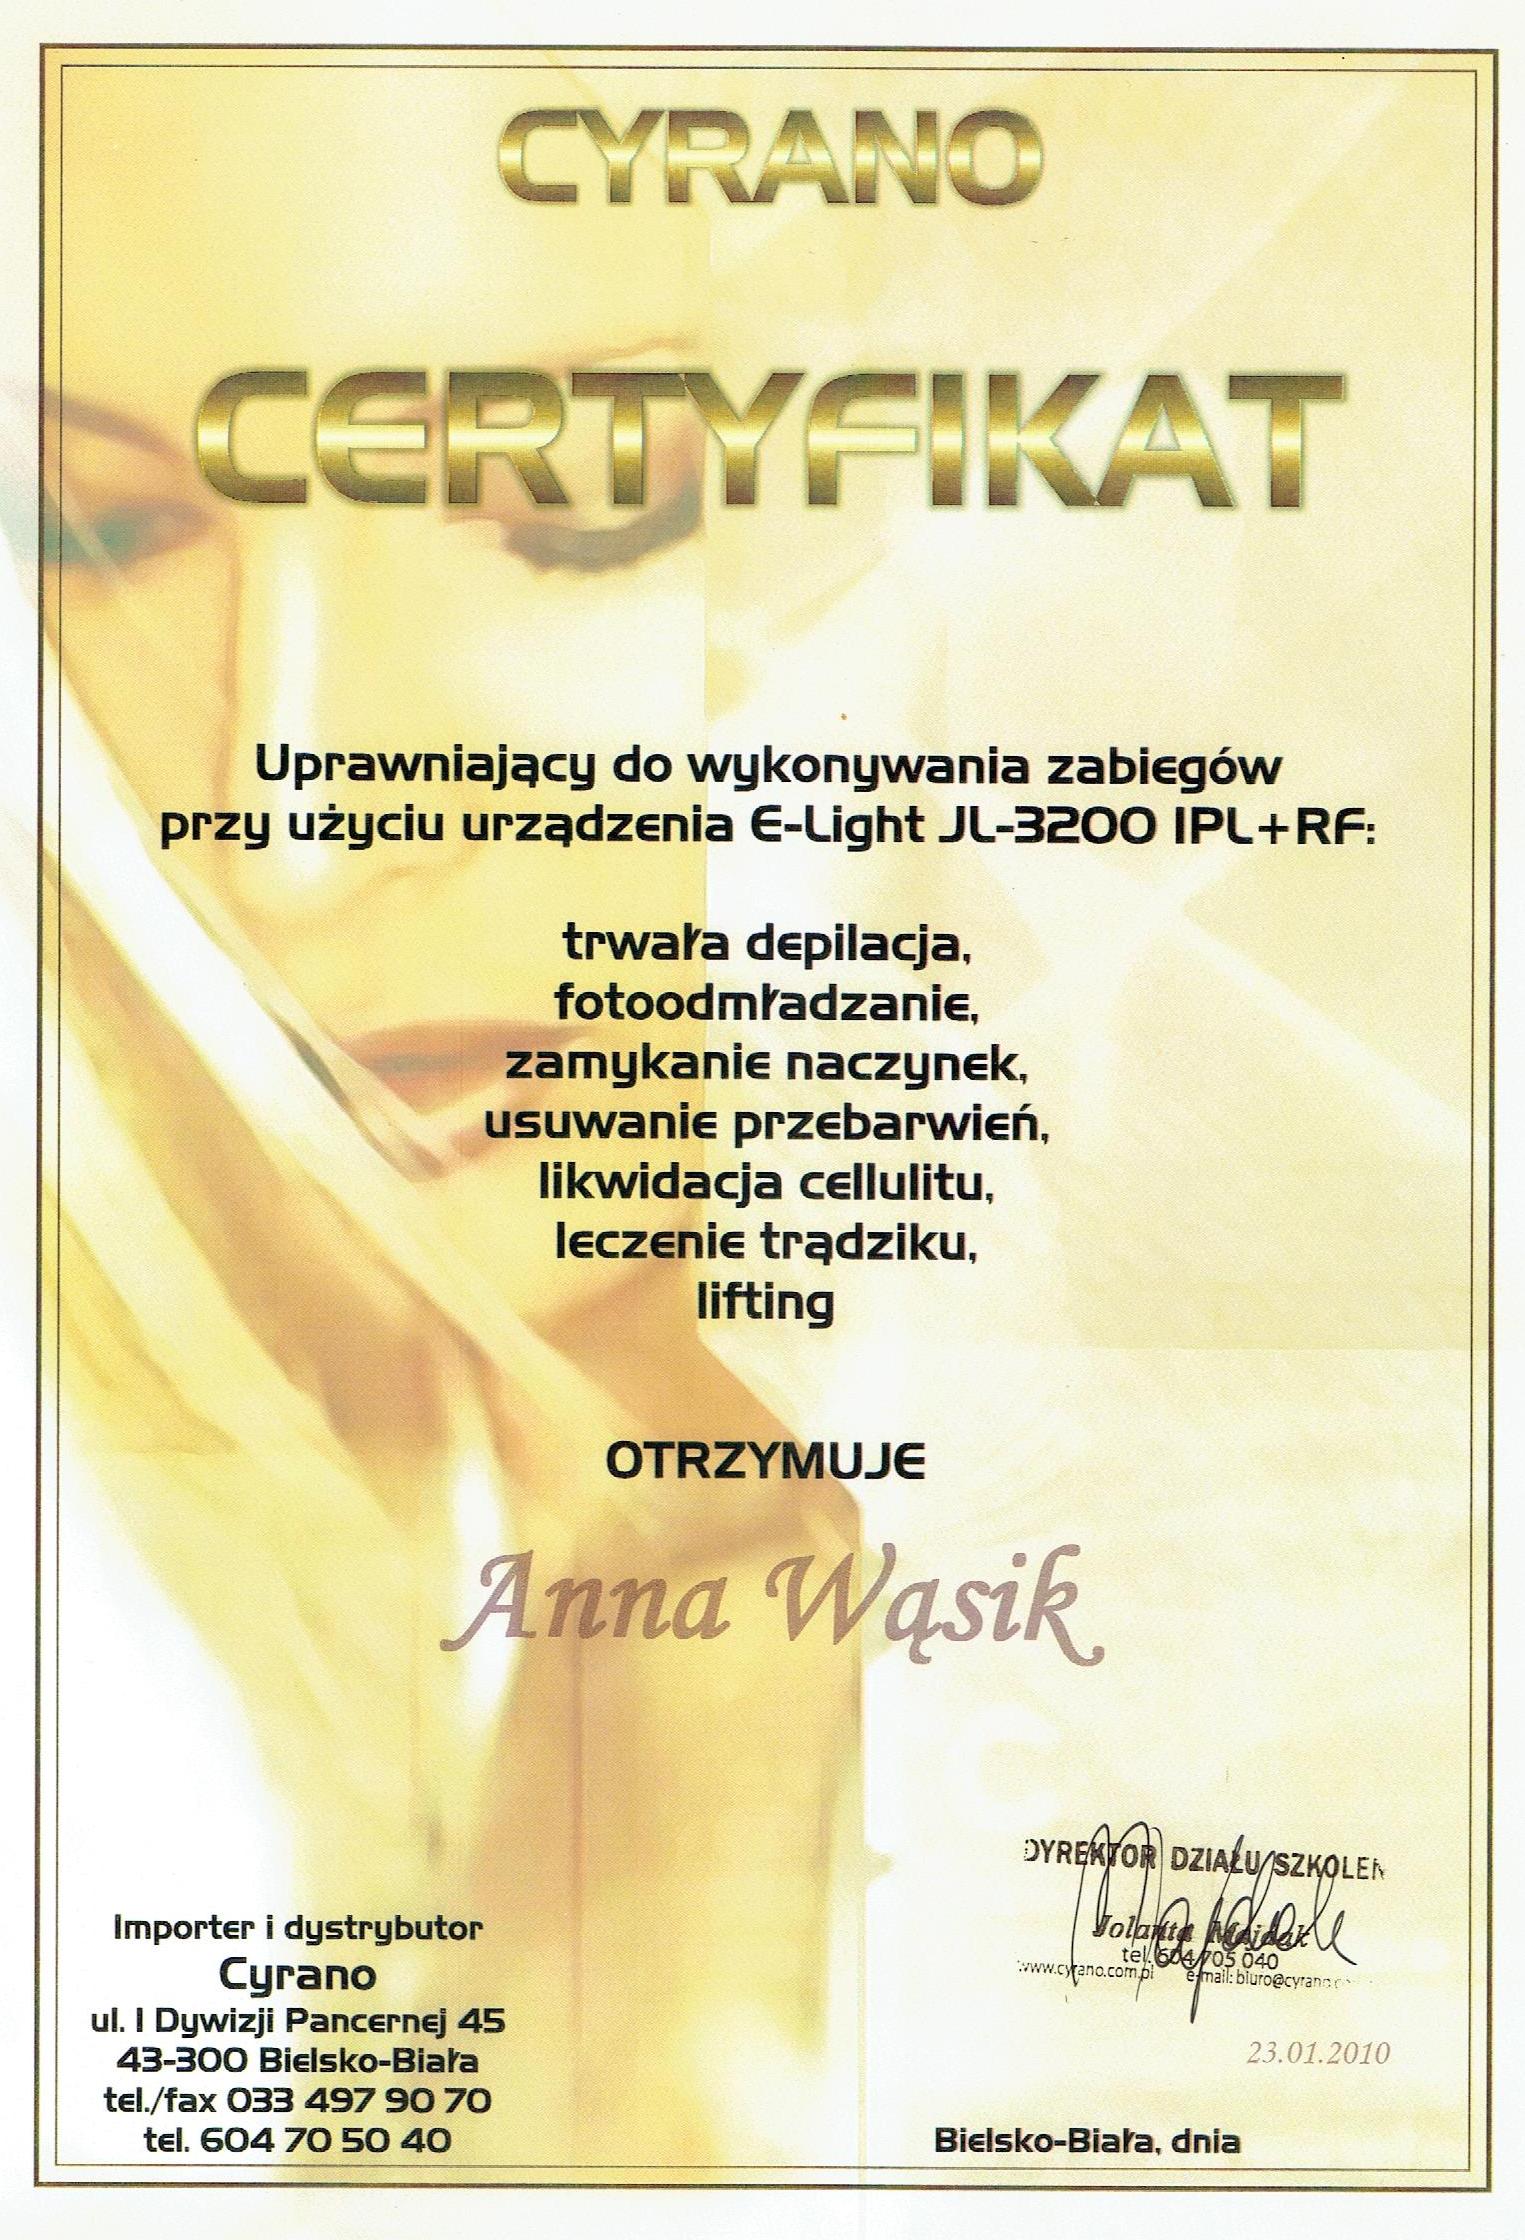 CYRANO
CERTYFIKAT
Uprawniający do wykonywania zabiegów
przy użyciu urządzenia E-Light JL-3200 IPL+RF:
trwała depilacja,
fotoodmładzanie,
zamykanie naczynek,
usuwanie przebarwień,
likwidacja cellulitu,
leczenie trądziku,
lifting
OTRZYMUJE
Anna Wąsik
DYREKTOR DZIAŁU SZKOLEŃ
Jolanta Majdak
tel. 604 705 040
www.cyrano.com.pl e-mail: biuro@cyrano.c
23.01.2010
Importer i dystrybutor
Cyrano
ul. I Dywizji Pancernej 45
43-300 Bielsko-Biała
tel./fax 033 497 90 70
tel. 604 70 50 40
Bielsko-Biała, dnia